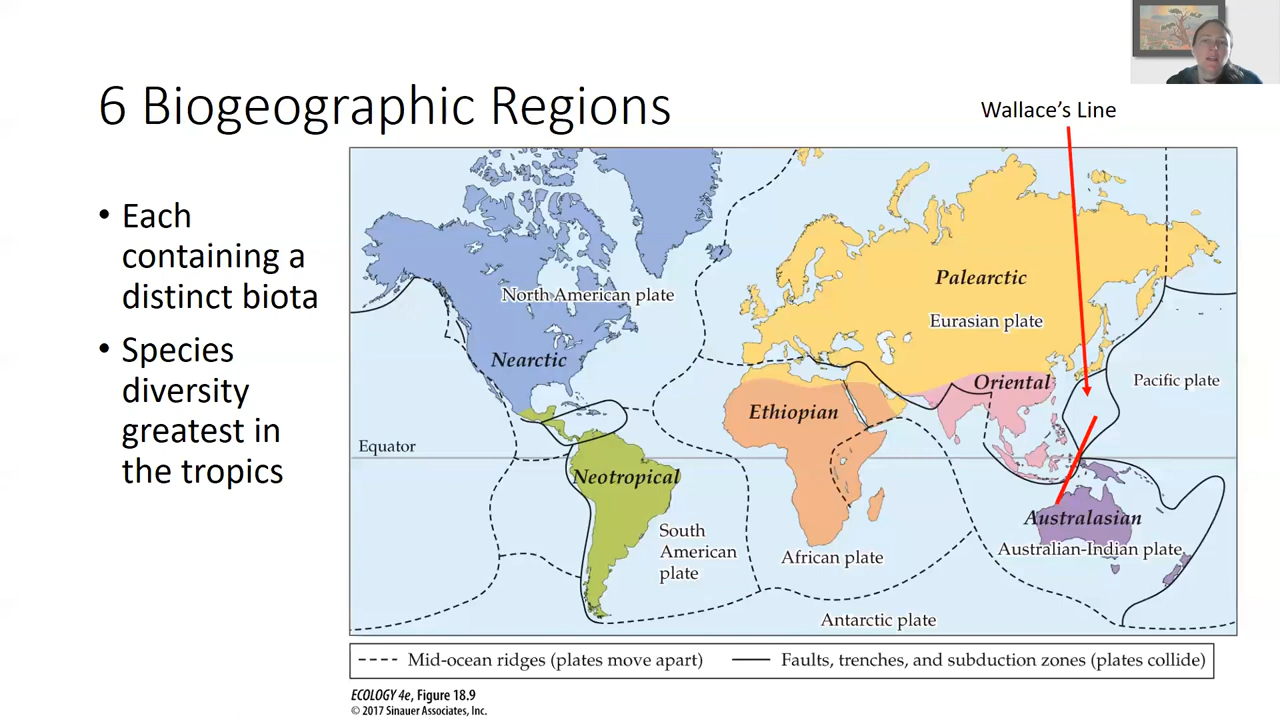 6 Biogeographic Regions
Wallace's Line
• Each
containing a
distinct biota
• Species
diversity
greatest in
the tropics
North American plate
Palearctic
Eurasian plate
Nearctic
Oriental
Pacific plate
Ethiopian
Equator
Neotropical
Australasian
South
American
plate
African plate
Australian-Indian plate
Antarctic plate
Mid-ocean ridges (plates move apart)
Faults, trenches, and subduction zones (plates collide)
ECOLOGY 4e, Figure 18.9
© 2017 Sinauer Associates, Inc.